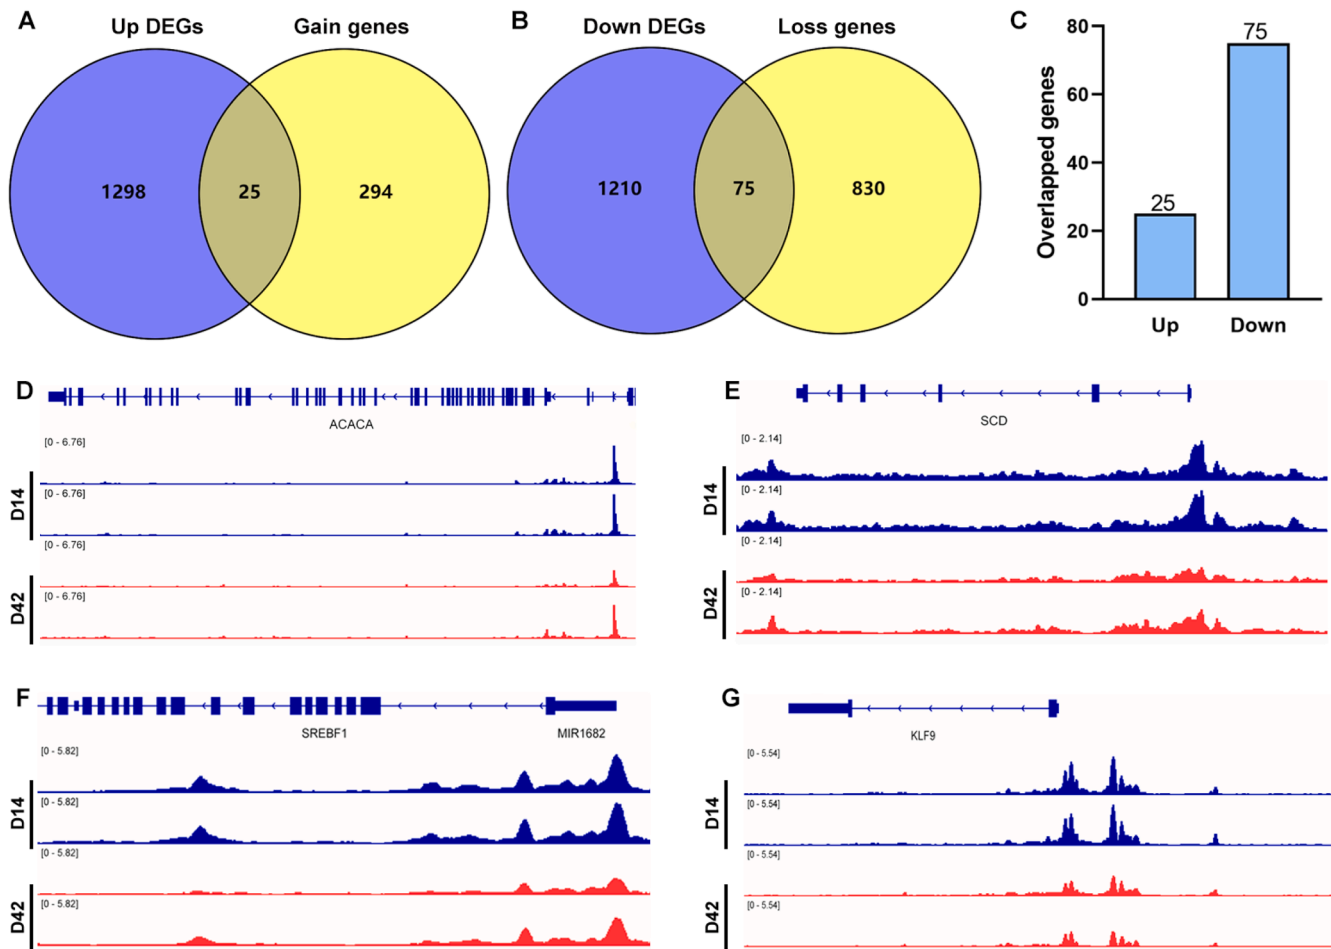 A
Up DEGs
Gain genes
1298
25
294
B
Down DEGs
Loss genes
1210
75
830
C
Overlapped genes
80
60
40
20
0
25
75
Up
Down
D
ACACA
D14
[0 - 6.76]
[0 - 6.76]
D42
[0 - 6.76]
[0 - 6.76]
E
SCD
D14
[0 - 2.14]
[0 - 2.14]
D42
[0 - 2.14]
[0 - 2.14]
F
SREBF1
MIR1682
D14
[0 - 5.82]
[0 - 5.82]
D42
[0 - 5.82]
[0 - 5.82]
G
KLF9
D14
[0 - 5.54]
[0 - 5.54]
D42
[0 - 5.54]
[0 - 5.54]